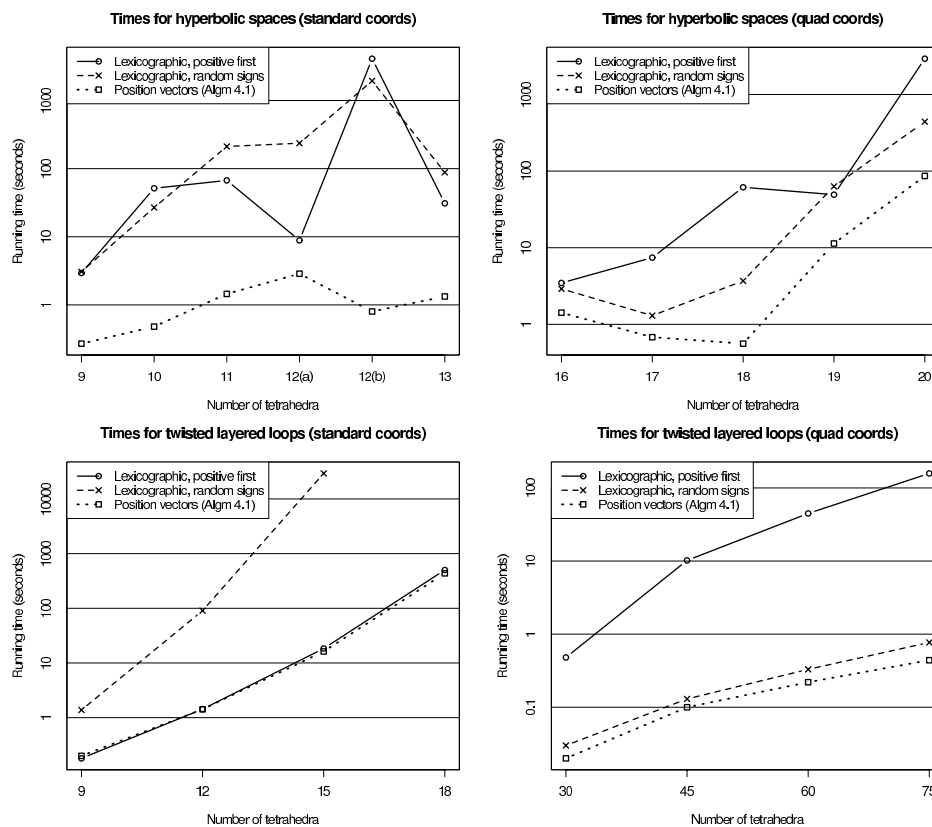 Times for hyperbolic spaces (standard coords)
Lexicographic, positive first
Lexicographic, random signs
Position vectors (Algm 4.1)
Running time (seconds)
1000
100
10
1
9 10 11 12(a) 12(b) 13
Number of tetrahedra
Times for hyperbolic spaces (quad coords)
Lexicographic, positive first
Lexicographic, random signs
Position vectors (Algm 4.1)
Running time (seconds)
1000
100
10
1
16 17 18 19 20
Number of tetrahedra
Times for twisted layered loops (standard coords)
Lexicographic, positive first
Lexicographic, random signs
Position vectors (Algm 4.1)
Running time (seconds)
10000
1000
100
10
1
9 12 15 18
Number of tetrahedra
Times for twisted layered loops (quad coords)
Lexicographic, positive first
Lexicographic, random signs
Position vectors (Algm 4.1)
Running time (seconds)
100
10
1
0.1
30 45 60 75
Number of tetrahedra